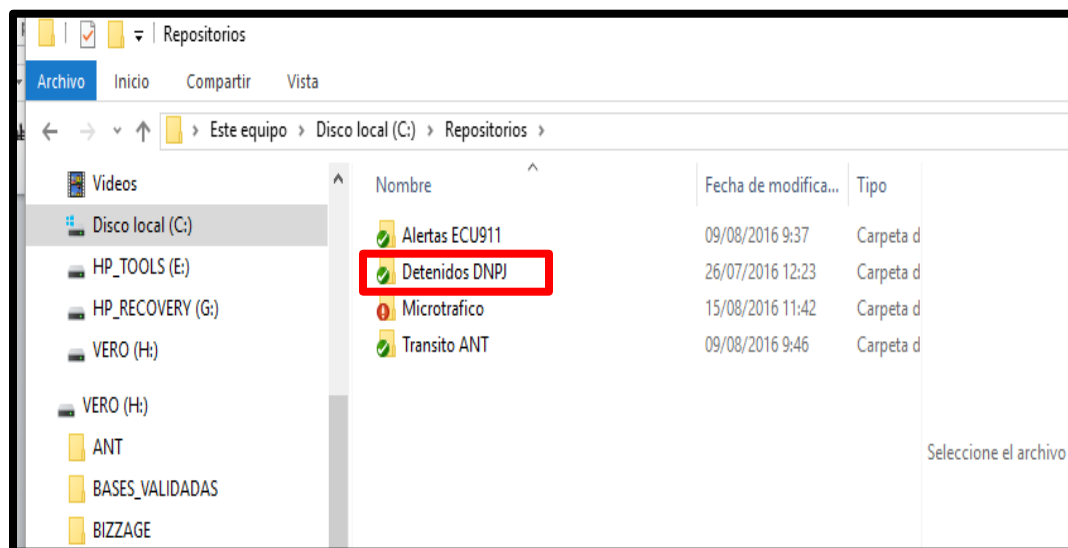 Repositorios
Archivo Inicio Compartir Vista
Este equipo > Disco local (C:) > Repositorios >
Videos
Disco local (C:)
HP_TOOLS (E:)
HP_RECOVERY (G:)
VERO (H:)
VERO (H:)
ANT
BASES_VALIDADAS
BIZZAGE
Nombre Fecha de modifica... Tipo
Alertas ECU911 09/08/2016 9:37 Carpeta d
Detenidos DNPJ 26/07/2016 12:23 Carpeta d
Microtrafico 15/08/2016 11:42 Carpeta d
Transito ANT 09/08/2016 9:46 Carpeta d
Seleccione el archivo